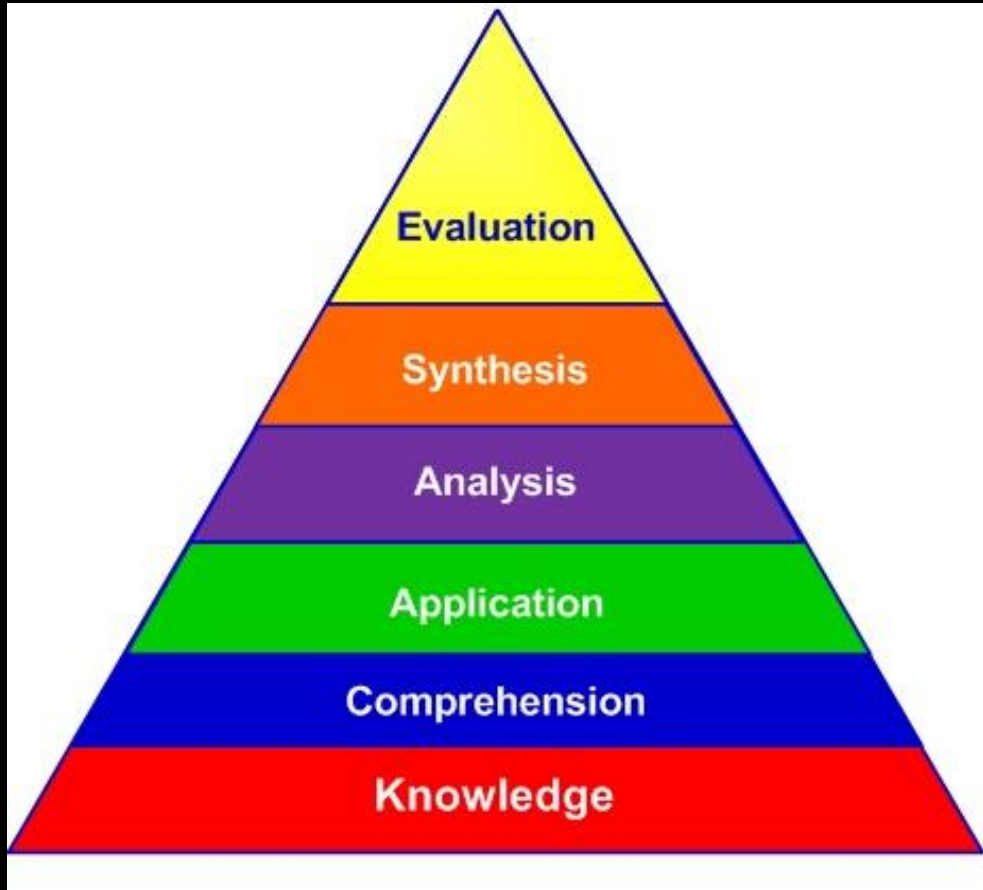 Evaluation
Synthesis
Analysis
Application
Comprehension
Knowledge